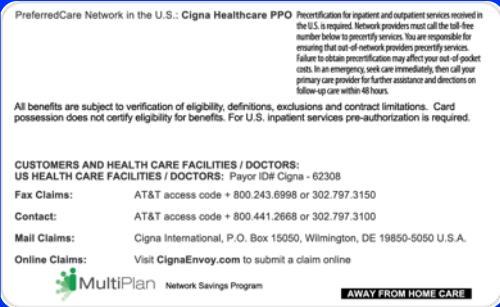 PreferredCare Network in the U.S.: Cigna Healthcare PPO
Precertification for inpatient and outpatient services received in
the U.S. is required. Network providers must call the toll-free
number below to precertify services. You are responsible for
ensuring that out-of-network providers precertify services.
Failure to obtain precertification may affect your out-of-pocket
costs. In an emergency, seek care immediately, then call your
primary care provider for further assistance and directions on
follow-up care within 48 hours.
All benefits are subject to verification of eligibility, definitions, exclusions and contract limitations. Card
possession does not certify eligibility for benefits. For U.S. inpatient services pre-authorization is required.
CUSTOMERS AND HEALTH CARE FACILITIES / DOCTORS:
US HEALTH CARE FACILITIES / DOCTORS: Payor ID# Cigna - 62308
Fax Claims: AT&T access code + 800.243.6998 or 302.797.3150
Contact: AT&T access code + 800.441.2668 or 302.797.3100
Mail Claims: Cigna International, P.O. Box 15050, Wilmington, DE 19850-5050 U.S.A.
Online Claims: Visit CignaEnvoy.com to submit a claim online
MultiPlan Network Savings Program
AWAY FROM HOME CARE